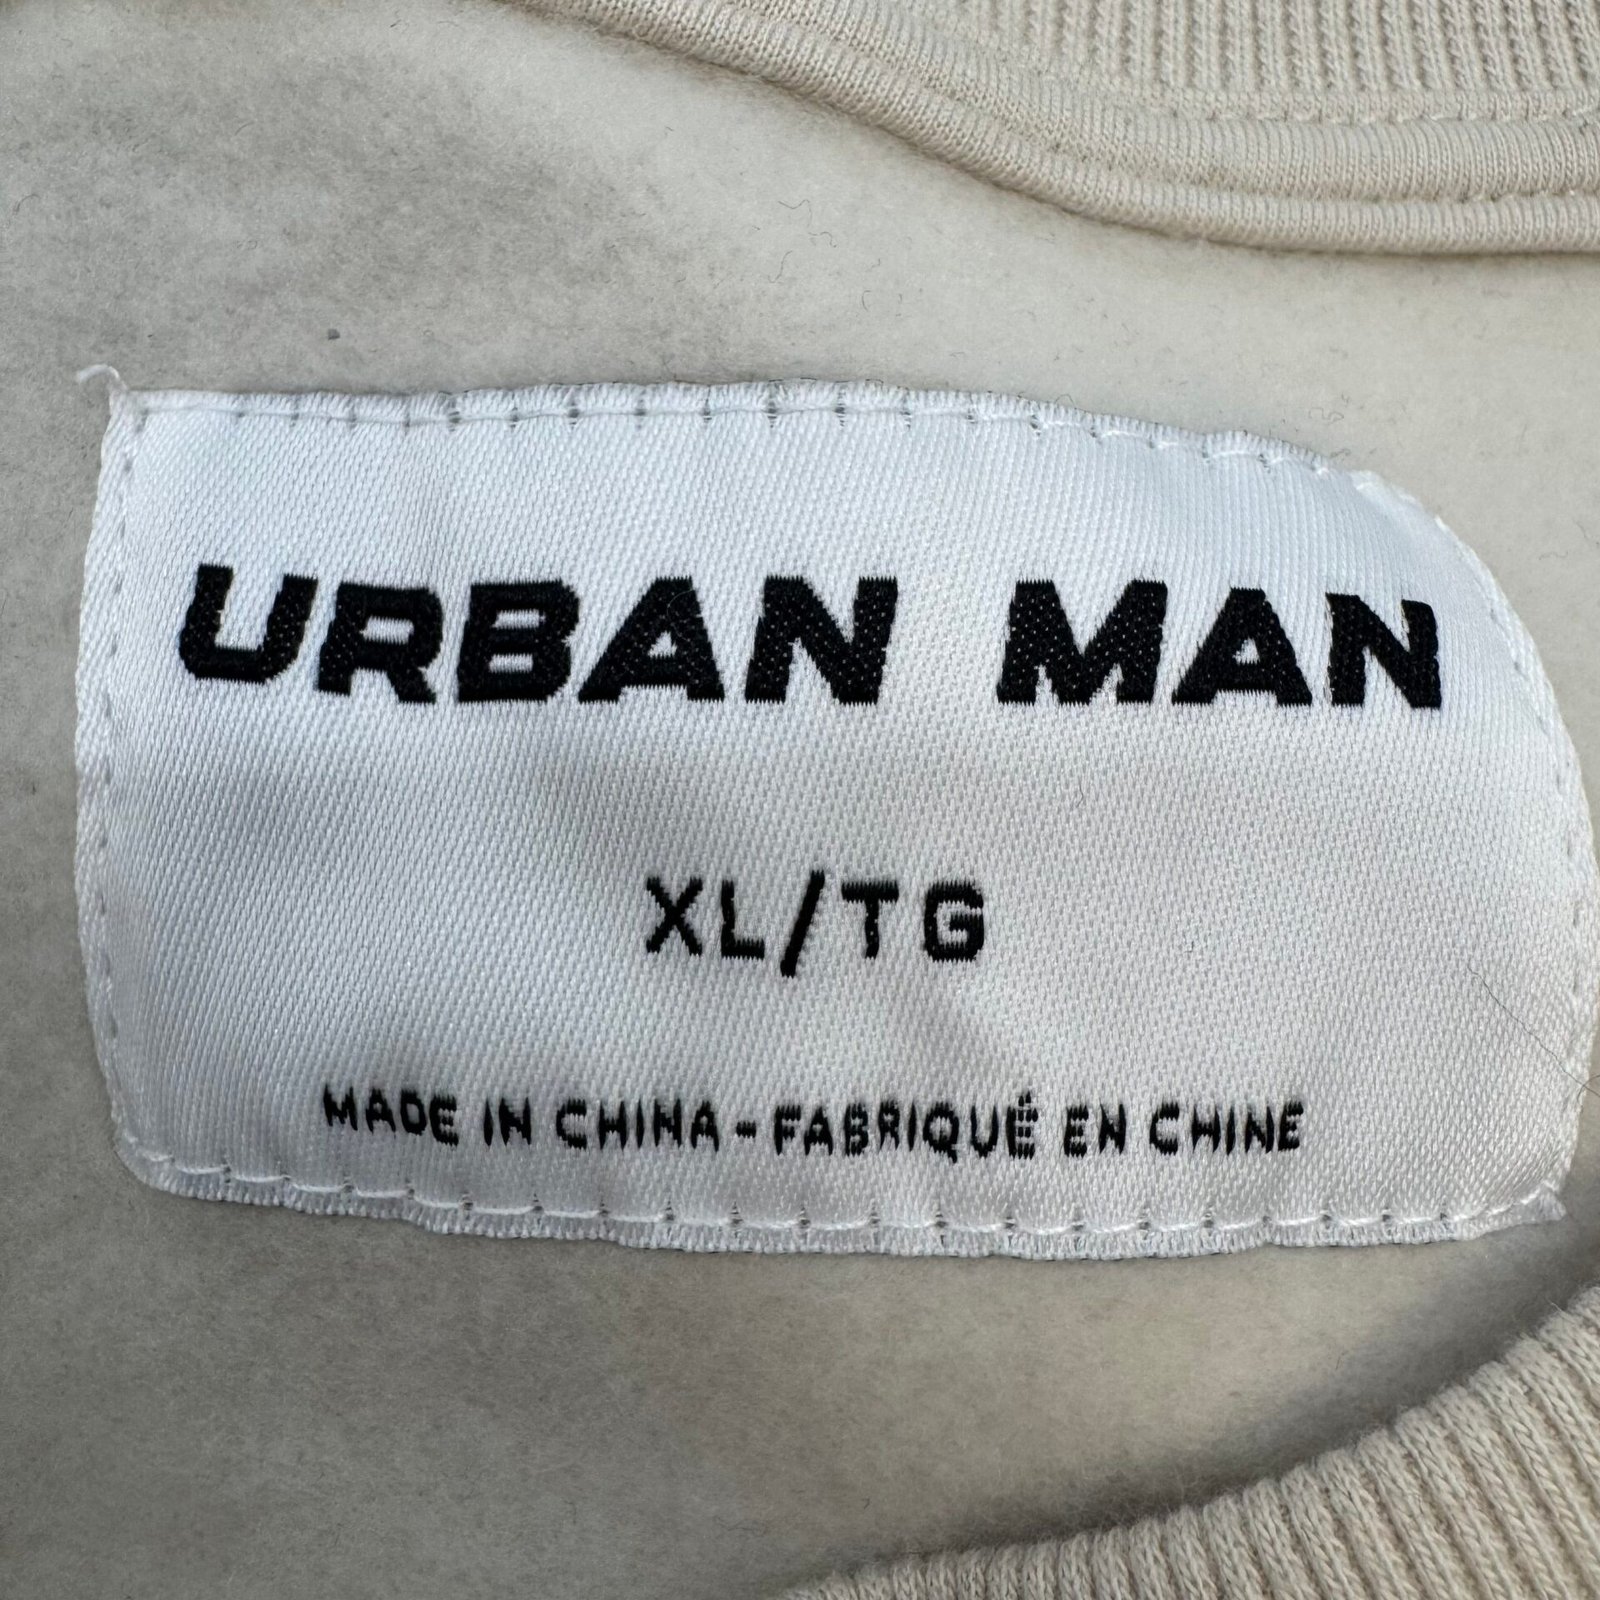 URBAN MAN
XL/TG
MADE IN CHINA-FABRIQUÉ EN CHINE